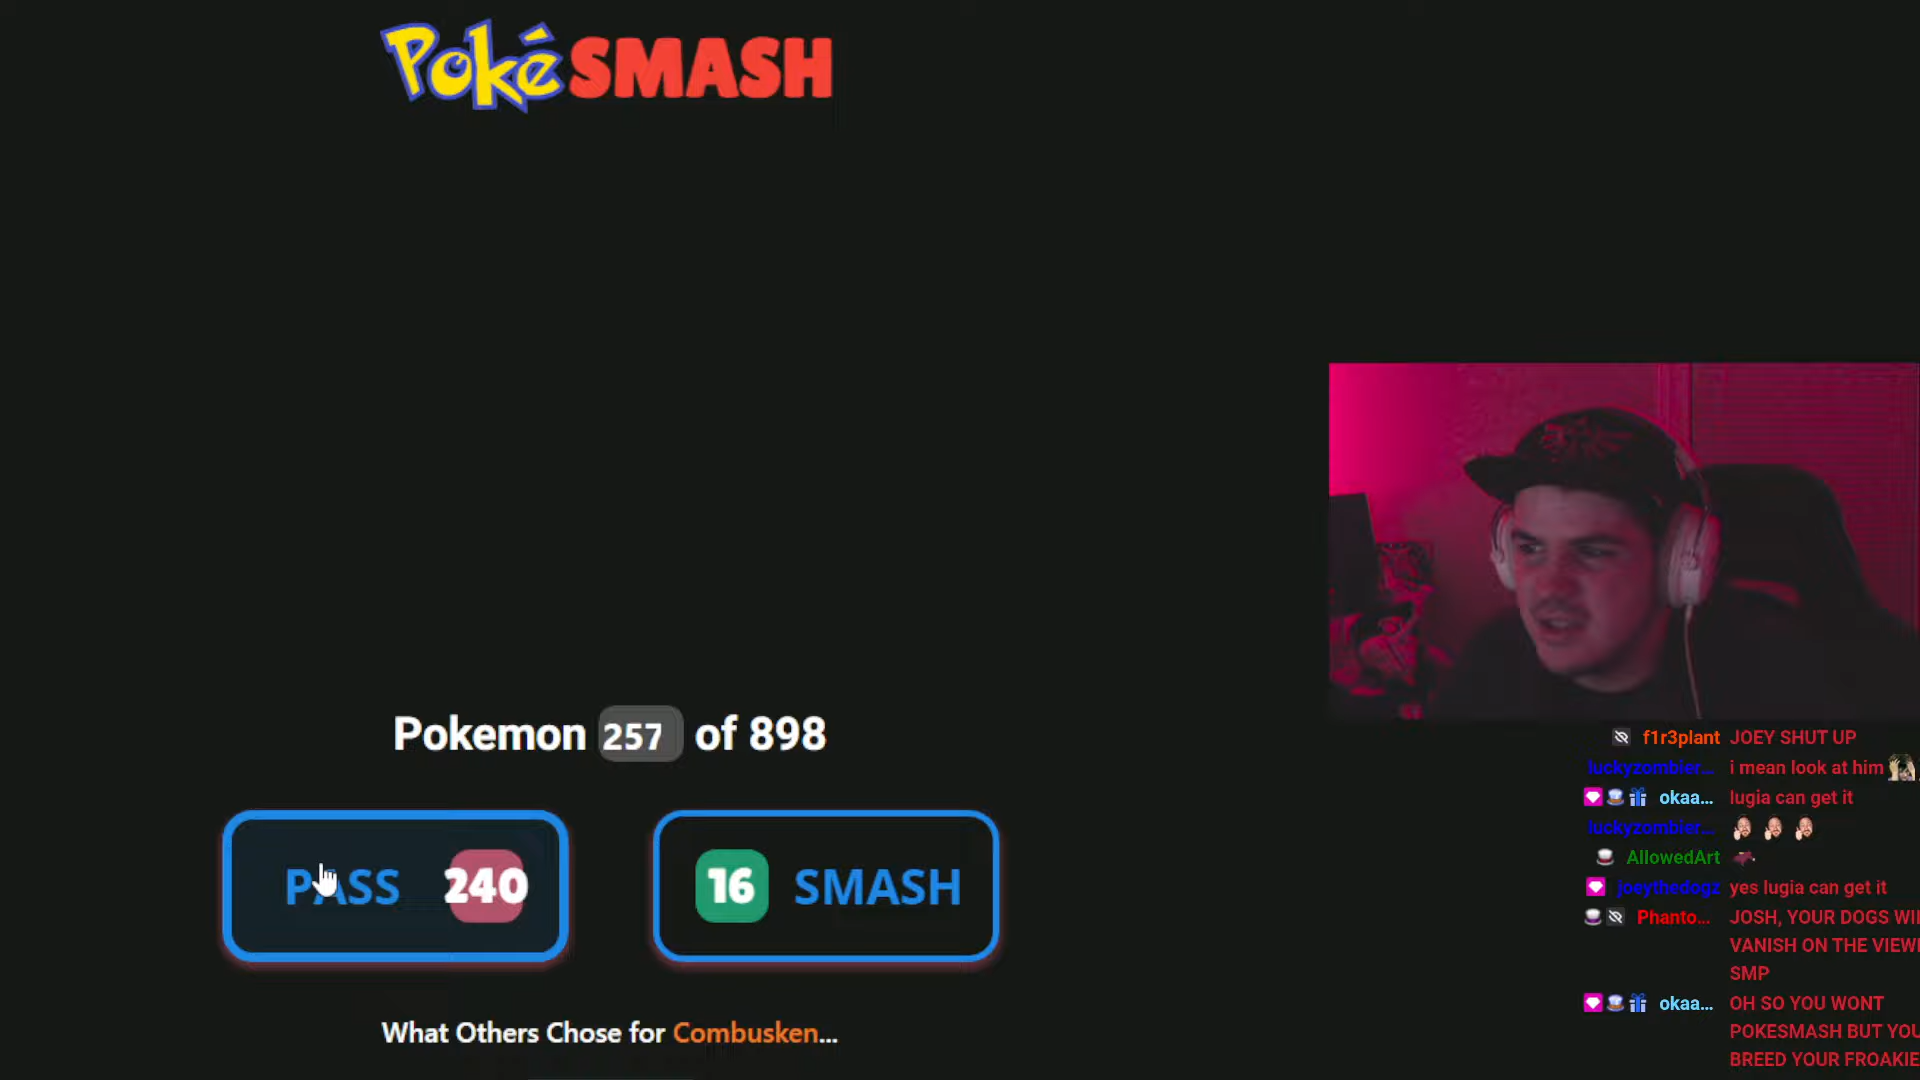 PokéSMASH
Pokemon 257 of 898
PASS 240
16 SMASH
What Others Chose for Combusken...
f1r3plant JOEY SHUT UP
luckyzombier... i mean look at him
okaa... lugia can get it
luckyzombier...
AllowedArt
joeythedogz yes lugia can get it
Phanto... JOSH, YOUR DOGS
VANISH ON THE
SMP
okaa... OH SO YOU WONT
POKESMASH BUT YOU
BREED YOUR FROAKIE